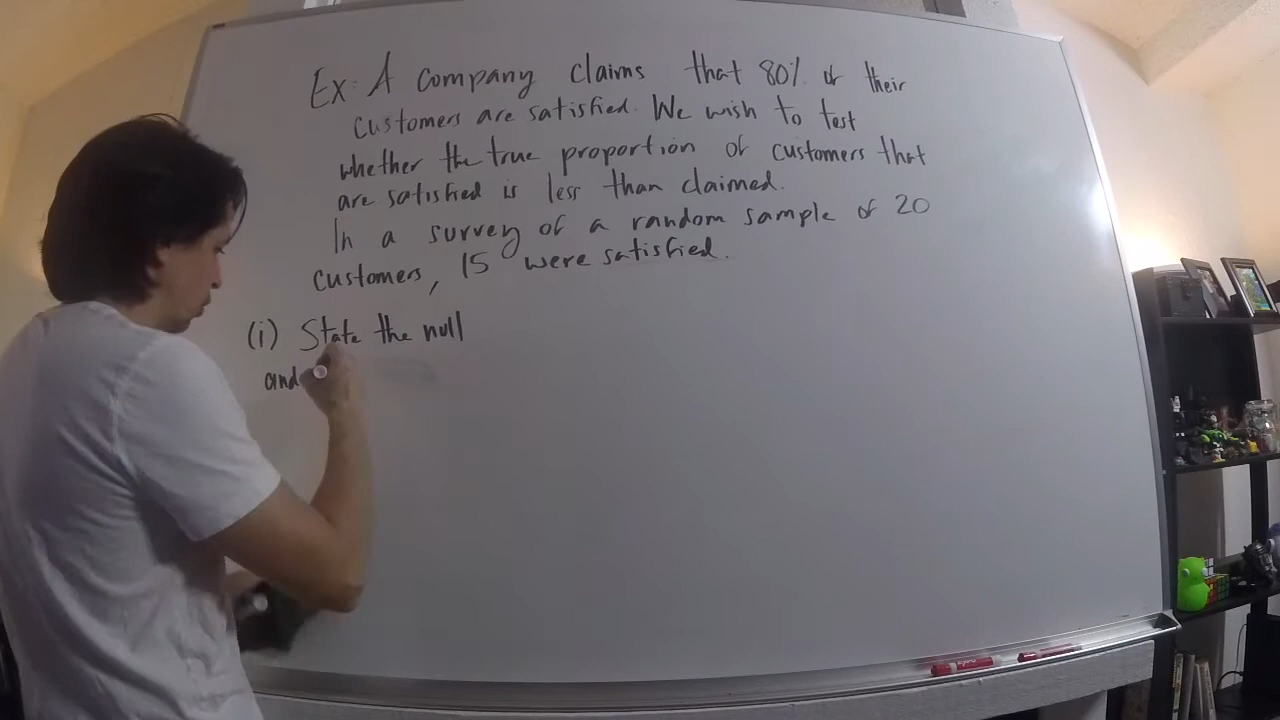 Ex: A company claims that 80% of their
customers are satisfied. We wish to test
whether the true proportion of customers that
are satisfied is less than claimed.
In a survey of a random sample of 20
customers, 15 were satisfied.
(i) State the null
and